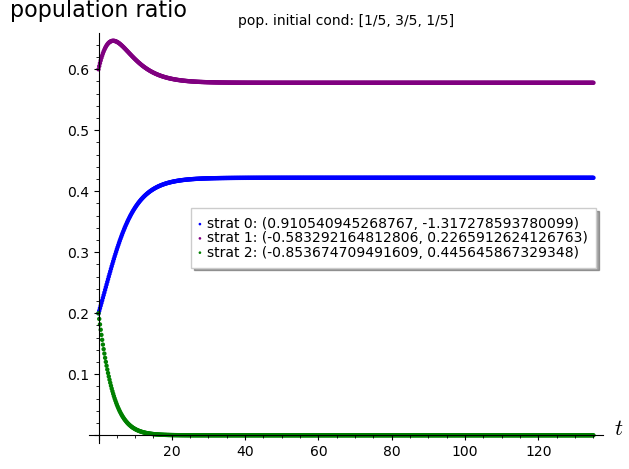 population ratio
pop. initial cond: [1/5, 3/5, 1/5]
0.6
0.5
0.4
strat 0: (0.910540945268767, -1.317278593780099)
strat 1: (-0.583292164812806, 0.2265912624126763)
0.3
strat 2: (-0.853674709491609, 0.445645867329348)
0.2
0.1
t
20 40 60 80 100 120